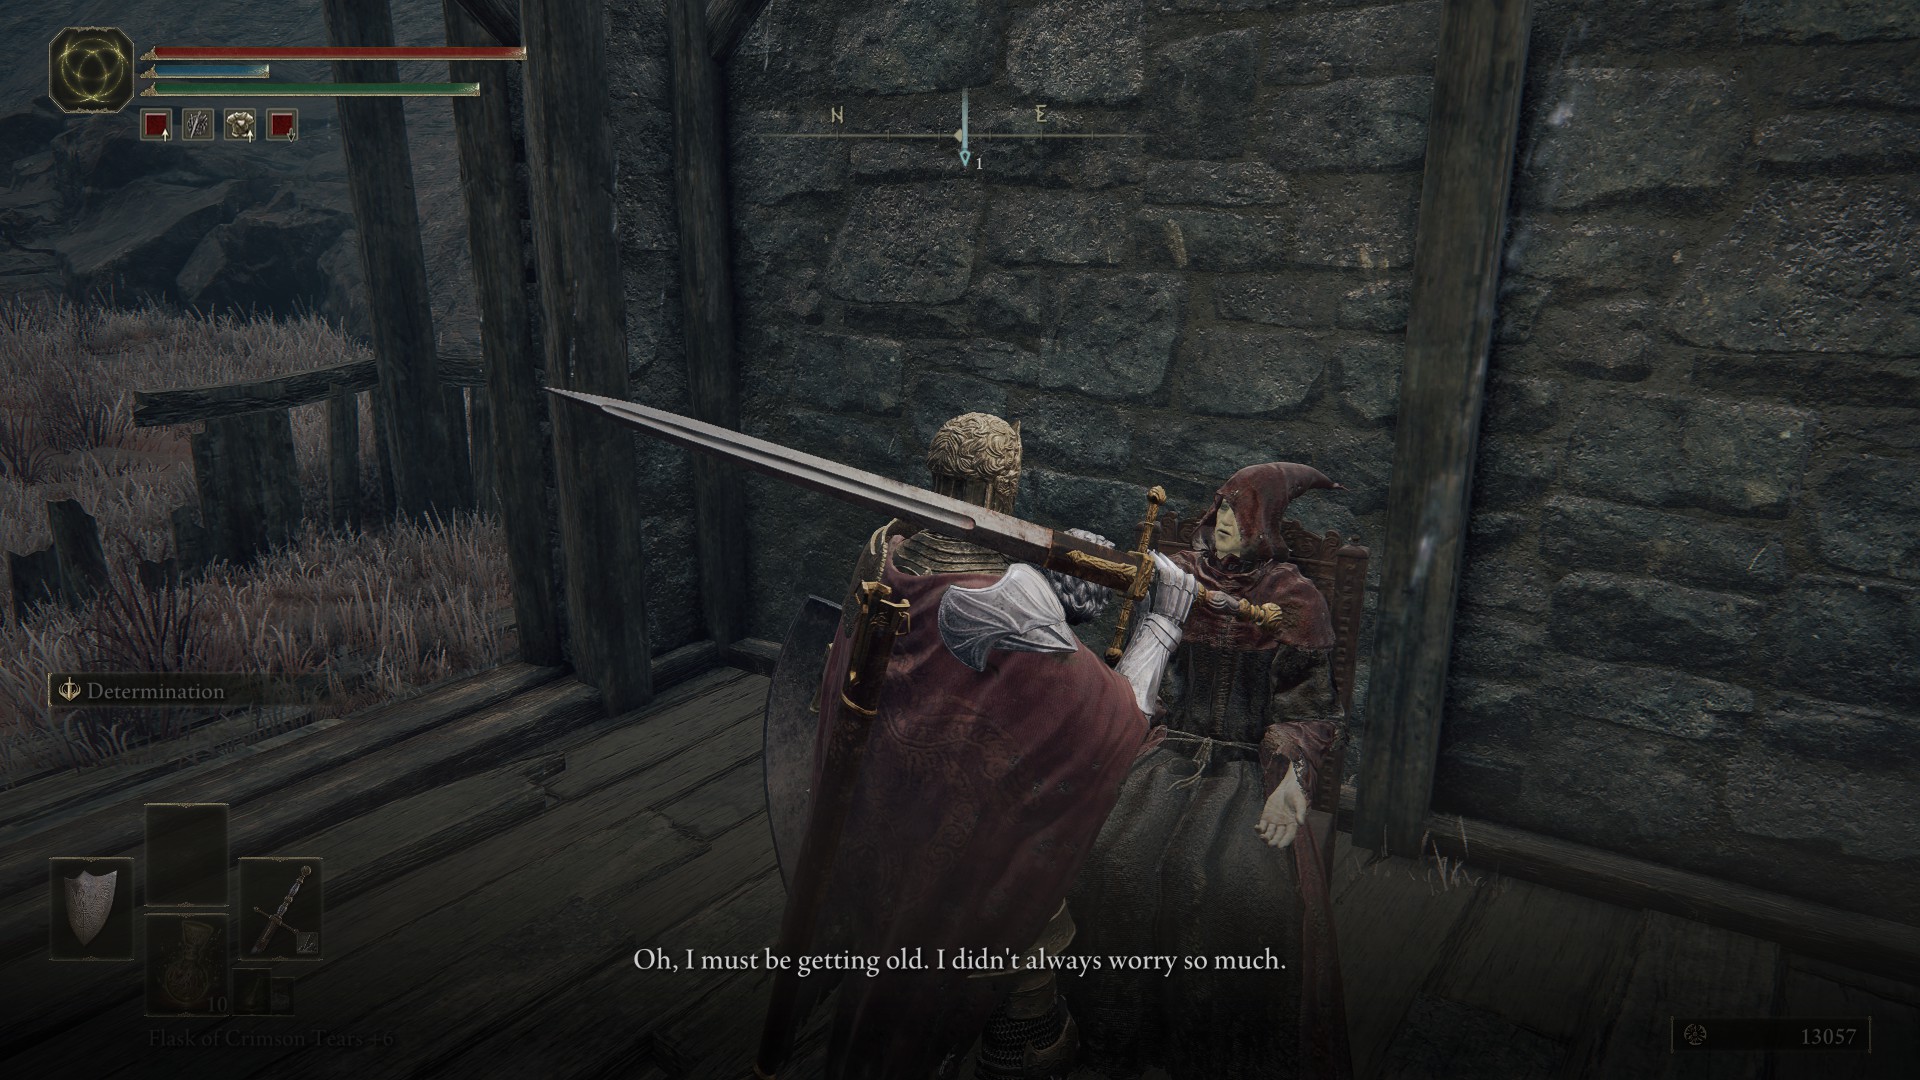 N
E
1
Determination
10
Flask of Crimson Tears +6
Oh, I must be getting old. I didn't always worry so much.
13057